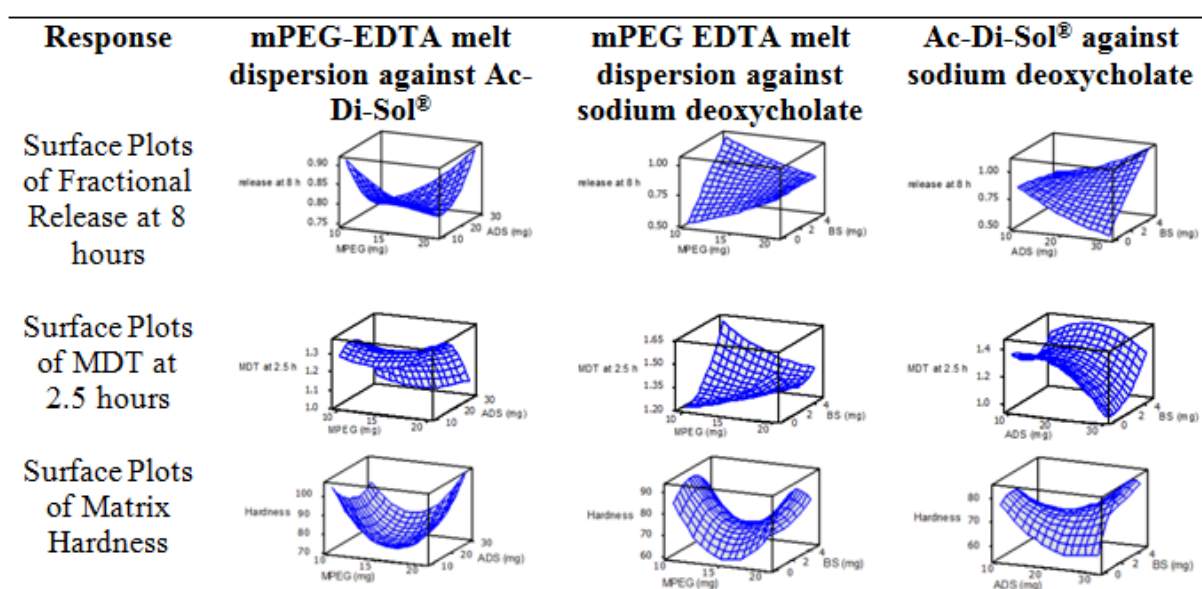 Response
mPEG-EDTA melt
dispersion against Ac-
Di-Sol®
mPEG EDTA melt
dispersion against
sodium deoxycholate
Ac-Di-Sol® against
sodium deoxycholate
Surface Plots
of Fractional
Release at 8
hours
0.90
0.85
0.80
0.75
release at 8 h
10
15
20
MPEG (mg)
10
20
30
ADS (mg)
1.00
0.75
0.50
release at 8 h
10
15
20
MPEG (mg)
0
2
4
BS (mg)
1.00
0.75
0.50
release at 8 h
10
20
30
ADS (mg)
0
2
4
BS (mg)
Surface Plots
of MDT at
2.5 hours
1.3
1.2
1.1
1.0
MDT at 2.5 h
10
15
20
MPEG (mg)
10
20
30
ADS (mg)
1.65
1.50
1.35
1.20
MDT at 2.5 h
10
15
20
MPEG (mg)
0
2
4
BS (mg)
1.4
1.2
1.0
MDT at 2.5 h
10
20
30
ADS (mg)
0
2
4
BS (mg)
Surface Plots
of Matrix
Hardness
100
90
80
70
Hardness
10
15
20
MPEG (mg)
10
20
30
ADS (mg)
90
80
70
60
Hardness
10
15
20
MPEG (mg)
0
2
4
BS (mg)
80
70
60
Hardness
10
20
30
ADS (mg)
0
2
4
BS (mg)